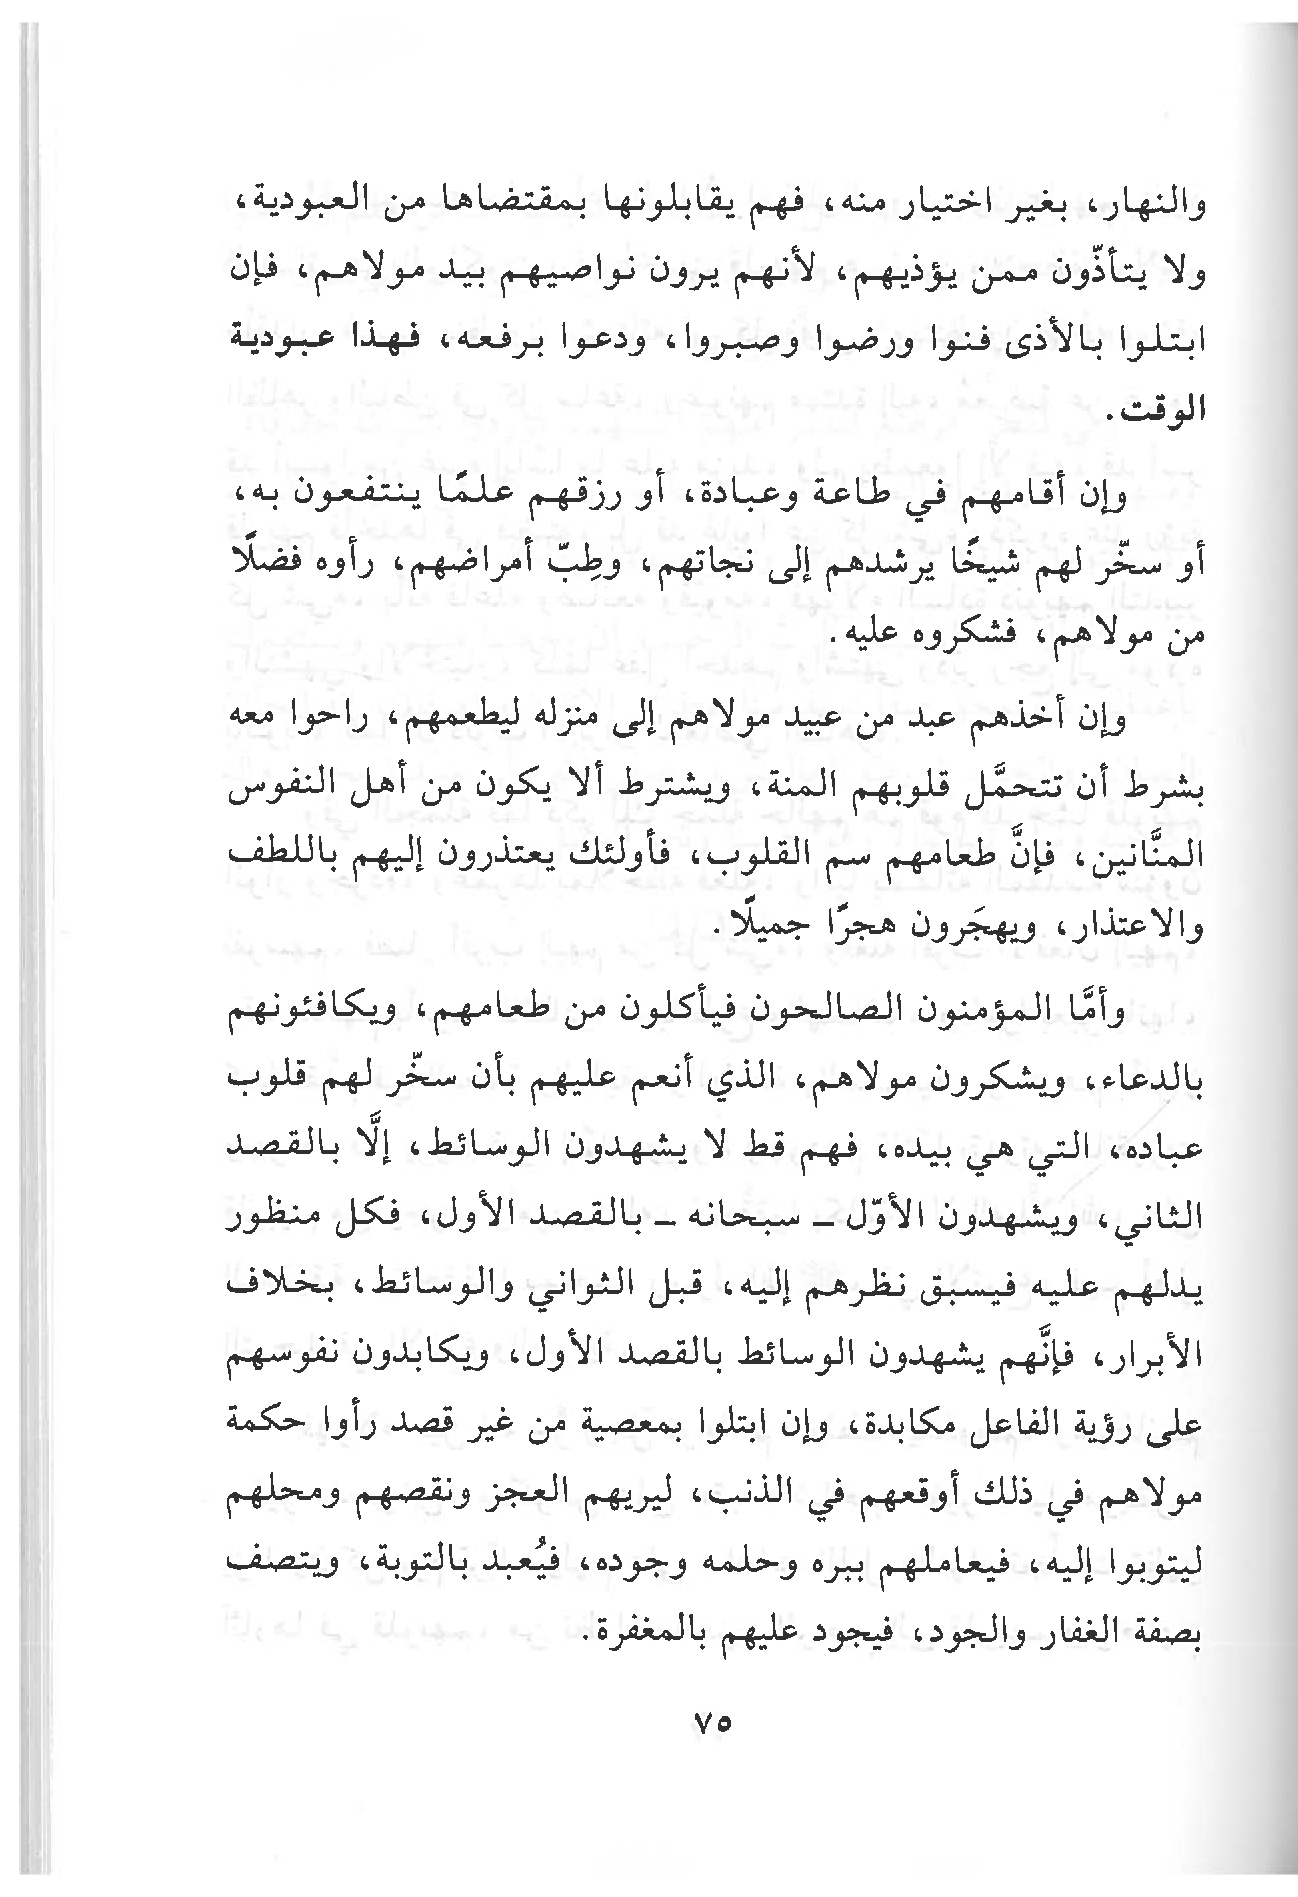 والنهار، بغير اختيار منه، فهم يقابلونها بمقتضاها من العبودية،
ولا يتأذّون ممن يؤذيهم، لأنهم يرون نواصيهم بيد مولاهم، فإن
ابتلوا بالأذى فنوا ورضوا وصبروا، ودعوا برفعه، فهذا عبودية
الوقت.
وإن أقامهم في طاعة وعبادة، أو رزقهم علمًا ينتفعون به،
أو سخّر لهم شيخًا يرشدهم إلى نجاتهم، وطِبّ أمراضهم، رأوه فضلًا
من مولاهم، فشكروه عليه.
وإن أخذهم عبد من عبيد مولاهم إلى منزله ليطعمهم، راحوا معه
بشرط أن تتحمَّل قلوبهم المنة، ويشترط ألا يكون من أهل النفوس
المنَّانين، فإنَّ طعامهم سم القلوب، فأولئك يعتذرون إليهم باللطف
والاعتذار، ويهجَرون هجرًا جميلًا.
وأمَّا المؤمنون الصالحون فيأكلون من طعامهم، ويكافئونهم
بالدعاء، ويشكرون مولاهم، الذي أنعم عليهم بأن سخّر لهم قلوب
عباده، التي هي بيده، فهم قط لا يشهدون الوسائط، إلَّا بالقصد
الثاني، ويشهدون الأوّل ـ سبحانه ـ بالقصد الأول، فكل منظور
يدلهم عليه فيسبق نظرهم إليه، قبل الثواني والوسائط، بخلاف
الأبرار، فإنَّهم يشهدون الوسائط بالقصد الأول، ويكابدون نفوسهم
على رؤية الفاعل مكابدة، وإن ابتلوا بمعصية من غير قصد رأوا حكمة
مولاهم في ذلك أوقعهم في الذنب، ليريهم العجز ونقصهم ومحلهم
ليتوبوا إليه، فيعاملهم ببره وحلمه وجوده، فيُعبد بالتوبة، ويتصف
بصفة الغفار والجود، فيجود عليهم بالمغفرة.
٧٥